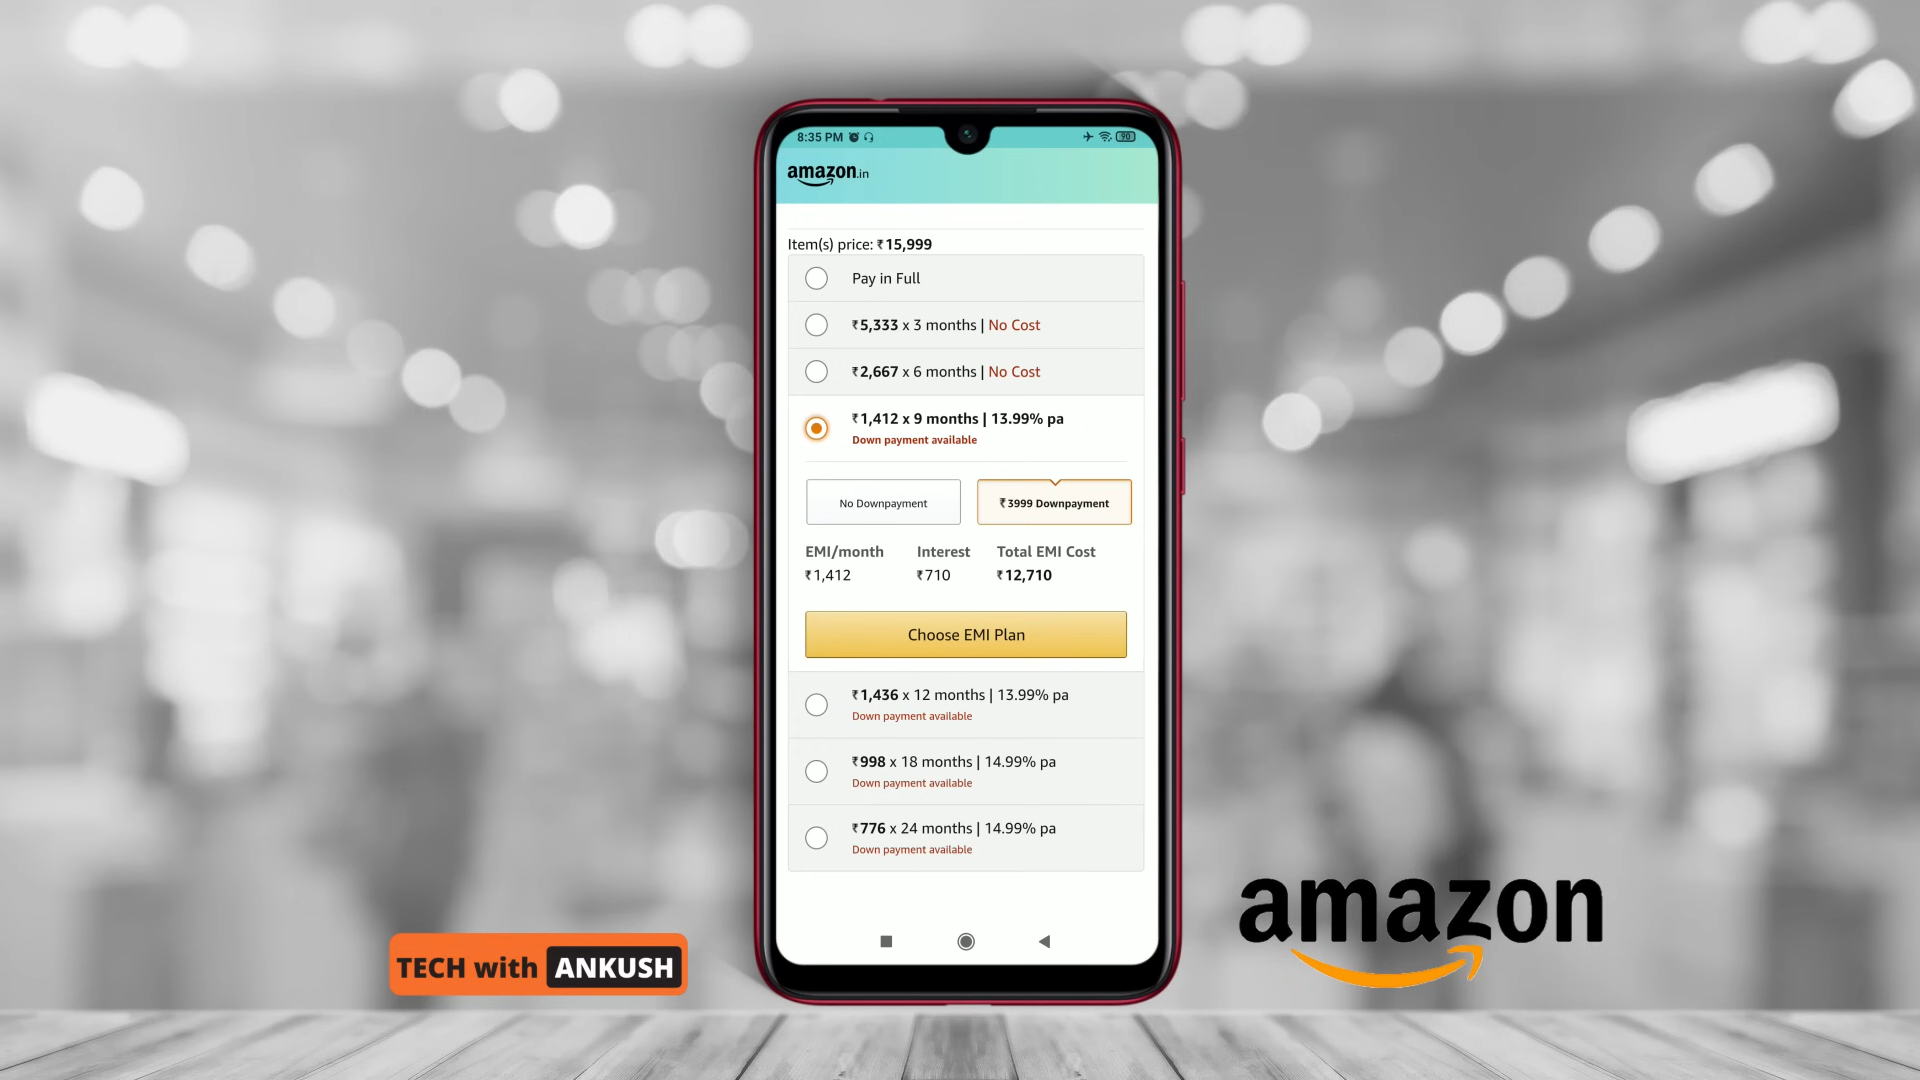 8:35 PM
90
amazon.in
Item(s) price: ₹15,999
Pay in Full
₹5,333 x 3 months | No Cost
₹2,667 x 6 months | No Cost
₹1,412 x 9 months | 13.99% pa
Down payment available
No Downpayment
₹3999 Downpayment
EMI/month Interest Total EMI Cost
₹1,412 ₹710 ₹12,710
Choose EMI Plan
₹1,436 x 12 months | 13.99% pa
Down payment available
₹998 x 18 months | 14.99% pa
Down payment available
₹776 x 24 months | 14.99% pa
Down payment available
TECH with ANKUSH
amazon